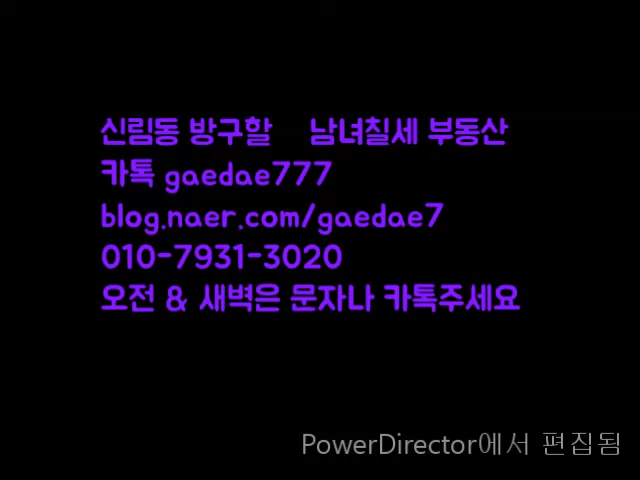 신림동 방구할 남녀칠세 부동산
카톡 gaedae777
blog.naer.com/gaedae7
010-7931-3020
오전 & 새벽은 문자나 카톡주세요
PowerDirector에서 편집됨